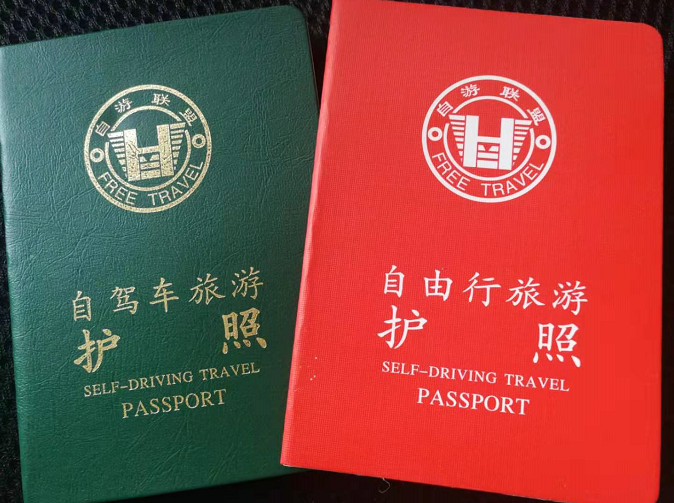 自游联盟
FREE TRAVEL
自驾车旅游
护照
SELF-DRIVING TRAVEL
PASSPORT
自游联盟
FREE TRAVEL
自由行旅游
护照
SELF-DRIVING TRAVEL
PASSPORT